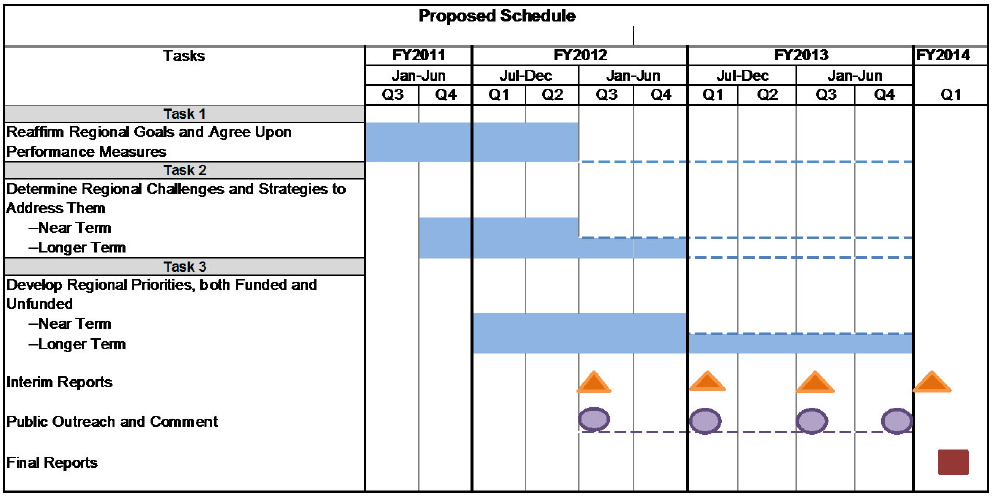 Proposed Schedule
Tasks FY2011 FY2012 FY2013 FY2014
Jan-Jun Jul-Dec Jan-Jun Jul-Dec Jan-Jun
Q3 Q4 Q1 Q2 Q3 Q4 Q1 Q2 Q3 Q4 Q1
Task 1
Reaffirm Regional Goals and Agree Upon
Performance Measures
Task 2
Determine Regional Challenges and Strategies to
Address Them
–Near Term
–Longer Term
Task 3
Develop Regional Priorities, both Funded and
Unfunded
–Near Term
–Longer Term
Interim Reports
Public Outreach and Comment
Final Reports